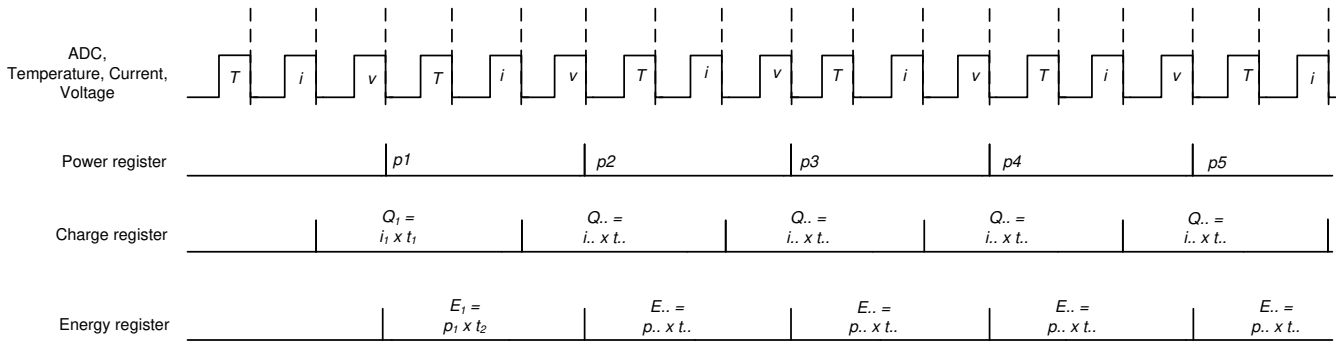 ADC,
Temperature, Current,
Voltage
T i v T i v T i v T i v T i v T i
Power register
p1 p2 p3 p4 p5
Charge register
Q1 = Q.. = Q.. = Q.. = Q.. =
i1 x t1 i.. x t.. i.. x t.. i.. x t.. i.. x t..
Energy register
E1 = E.. = E.. = E.. = E.. =
p1 x t2 p.. x t.. p.. x t.. p.. x t.. p.. x t..